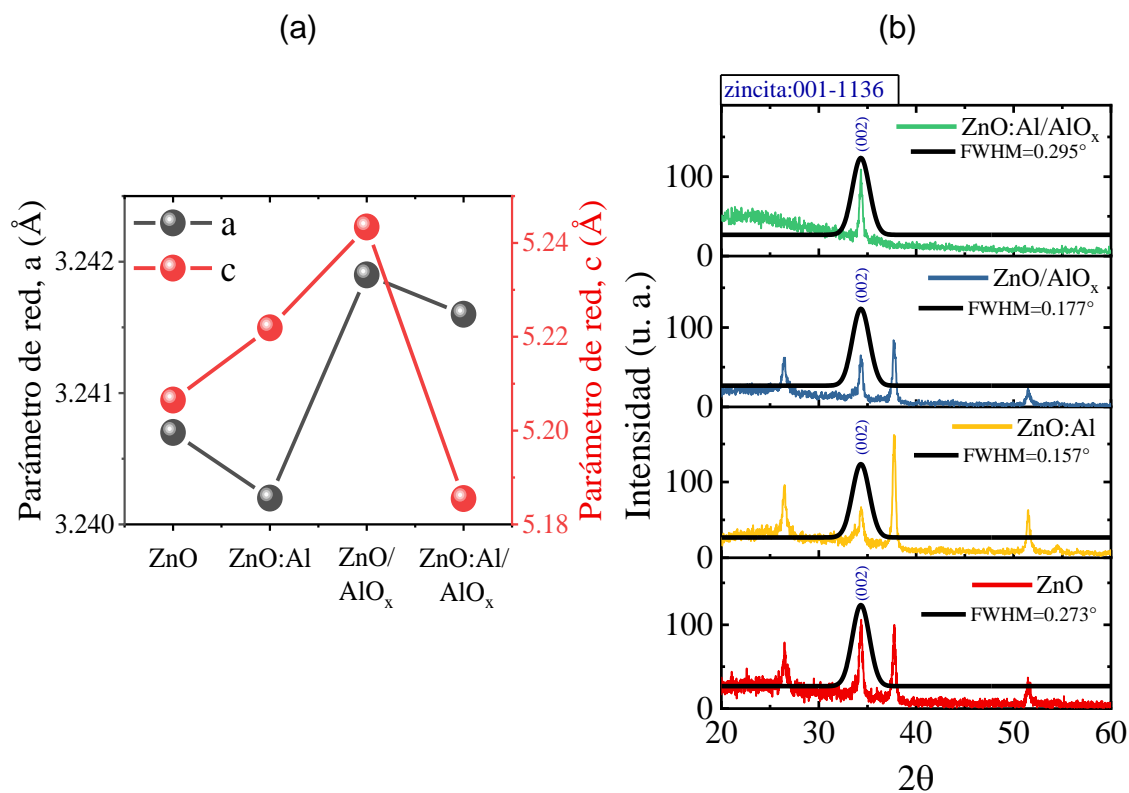 (a)
Parámetro de red, a (Å)
3.242
3.241
3.240
a
c
ZnO
ZnO:Al
ZnO/
AlOₓ
ZnO:Al/
AlOₓ
5.24
5.22
5.20
5.18
Parámetro de red, c (Å)
(b)
zincita:001-1136
Intensidad (u. a.)
(002)
ZnO:Al/AlOₓ
FWHM=0.295°
100
0
(002)
ZnO/AlOₓ
FWHM=0.177°
100
0
(002)
ZnO:Al
FWHM=0.157°
100
0
(002)
ZnO
FWHM=0.273°
100
0
20 30 40 50 60
2θ